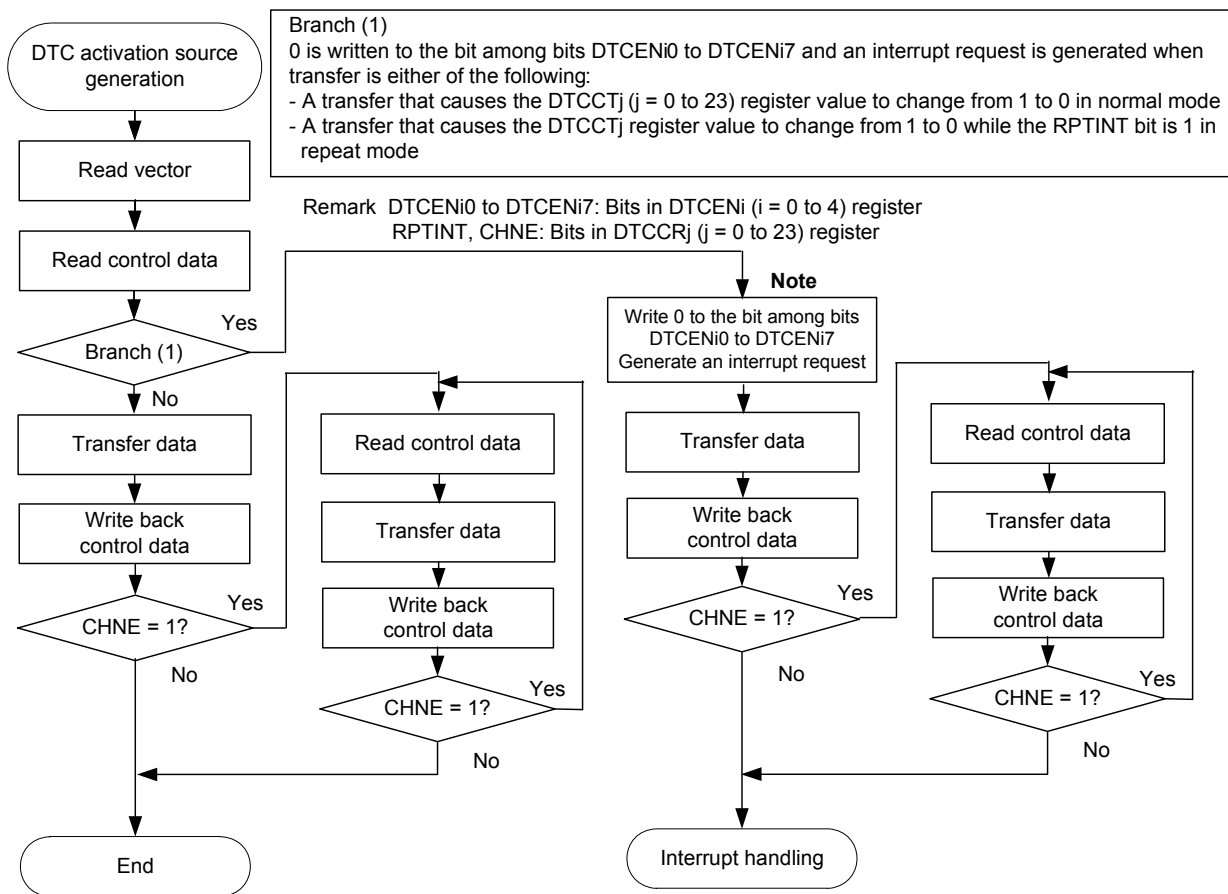 DTC activation source
generation
Branch (1)
0 is written to the bit among bits DTCENi0 to DTCENi7 and an interrupt request is generated when
transfer is either of the following:
- A transfer that causes the DTCCTj (j = 0 to 23) register value to change from 1 to 0 in normal mode
- A transfer that causes the DTCCTj register value to change from 1 to 0 while the RPTINT bit is 1 in
repeat mode
Read vector
Remark DTCENi0 to DTCENi7: Bits in DTCENi (i = 0 to 4) register
RPTINT, CHNE: Bits in DTCCRj (j = 0 to 23) register
Read control data
Branch (1)
Yes
No
Transfer data
Write back
control data
CHNE = 1?
Yes
No
Read control data
Transfer data
Write back
control data
CHNE = 1?
Yes
No
End
Note
Write 0 to the bit among bits
DTCENi0 to DTCENi7
Generate an interrupt request
Transfer data
Write back
control data
CHNE = 1?
Yes
No
Read control data
Transfer data
Write back
control data
CHNE = 1?
Yes
No
Interrupt handling